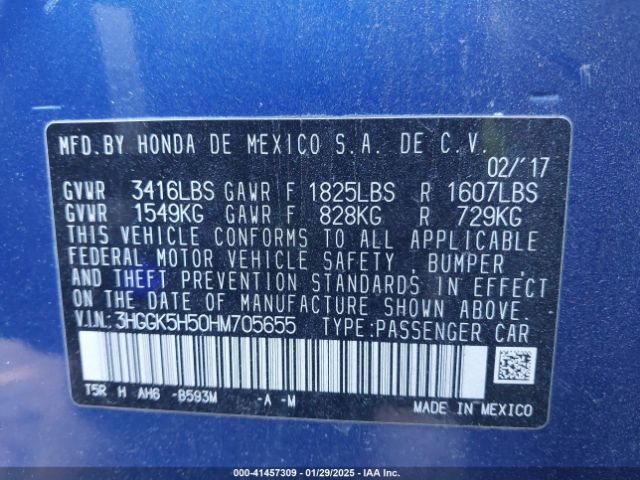 MFD.BY HONDA DE MEXICO S.A. DE C.V.
02/'17
GVWR 3416LBS GAWR F 1825LBS R 1607LBS
GVWR 1549KG GAWR F 828KG R 729KG
THIS VEHICLE CONFORMS TO ALL APPLICABLE
FEDERAL MOTOR VEHICLE SAFETY , BUMPER ,
AND THEFT PREVENTION STANDARDS IN EFFECT
ON THE DATE OF MANUFACTURE SHOWN ABOVE.
V.I.N.:3HGGK5H50HM705655 TYPE:PASSENGER CAR
T5R H AH6 -B593M -A -M
MADE IN MEXICO
000-41457309 - 01/29/2025 - IAA Inc.